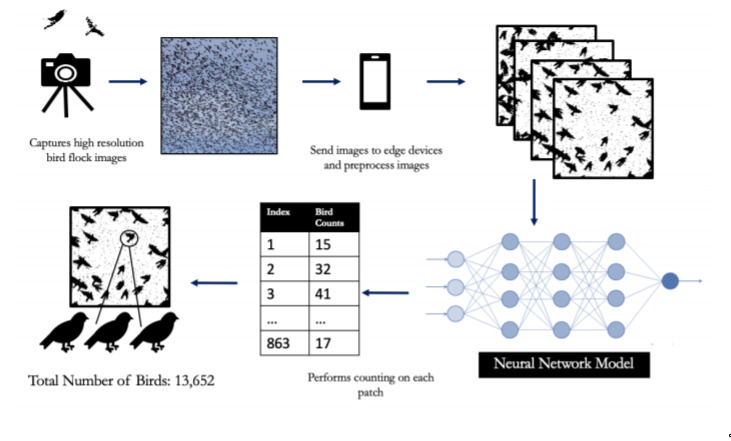 Captures high resolution
bird flock images
Send images to edge devices
and preprocess images
Neural Network Model
Index Bird Counts
1 15
2 32
3 41
... ...
863 17
Performs counting on each
patch
Total Number of Birds: 13,652